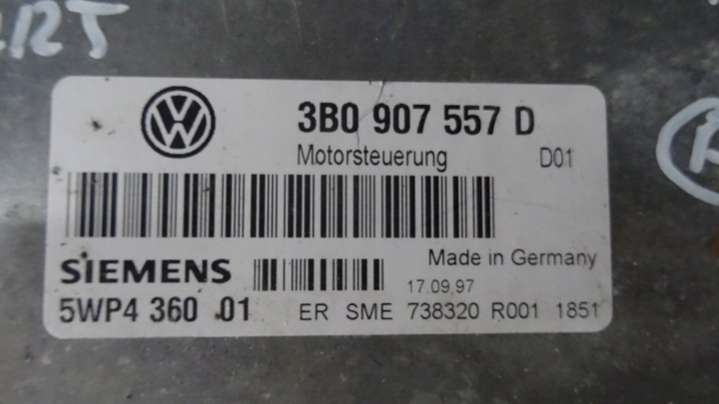 3B0 907 557 D
Motorsteuerung D01
Made in Germany
SIEMENS
17.09.97
5WP4 360 01 ER SME 738320 R001 1851